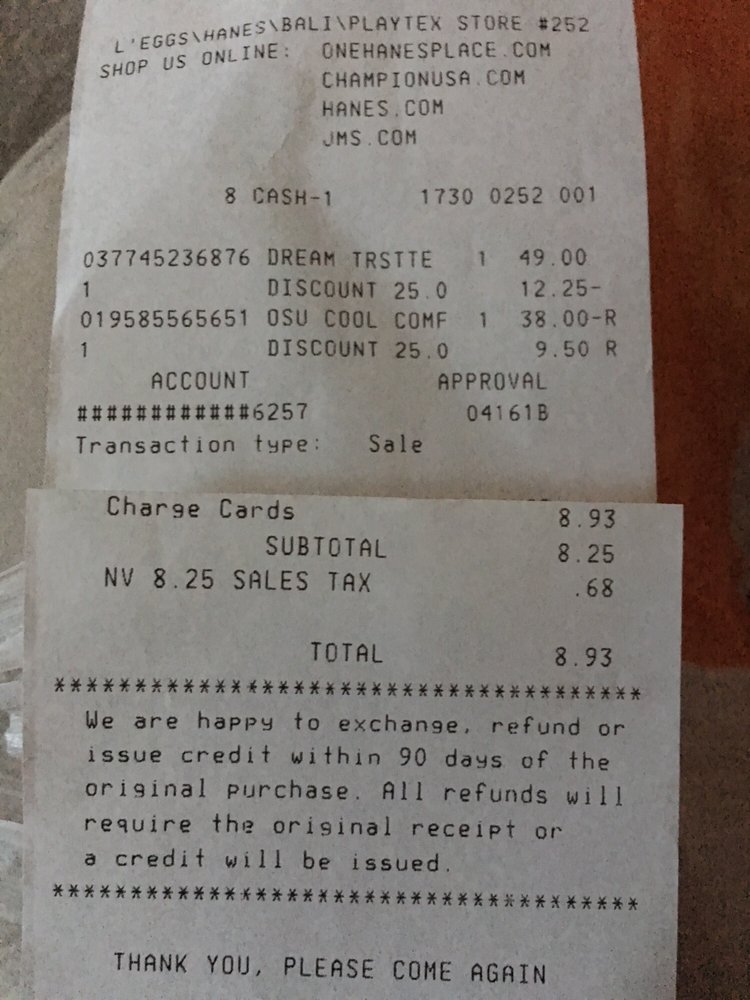 L'EGGS\HANES\BALI\PLAYTEX STORE #252
SHOP US ONLINE: ONEHANESPLACE.COM
CHAMPIONUSA.COM
HANES.COM
JMS.COM
8 CASH-1 1730 0252 001
037745236876 DREAM TRSTTE 1 49.00
1 DISCOUNT 25.0 12.25-
019585565651 OSU COOL COMF 1 38.00-R
1 DISCOUNT 25.0 9.50 R
ACCOUNT APPROVAL
############6257 04161B
Transaction type: Sale
Charge Cards 8.93
SUBTOTAL 8.25
NV 8.25 SALES TAX .68
TOTAL 8.93
**************************************
We are happy to exchange, refund or
issue credit within 90 days of the
original purchase. All refunds will
require the original receipt or
a credit will be issued.
**************************************
THANK YOU, PLEASE COME AGAIN